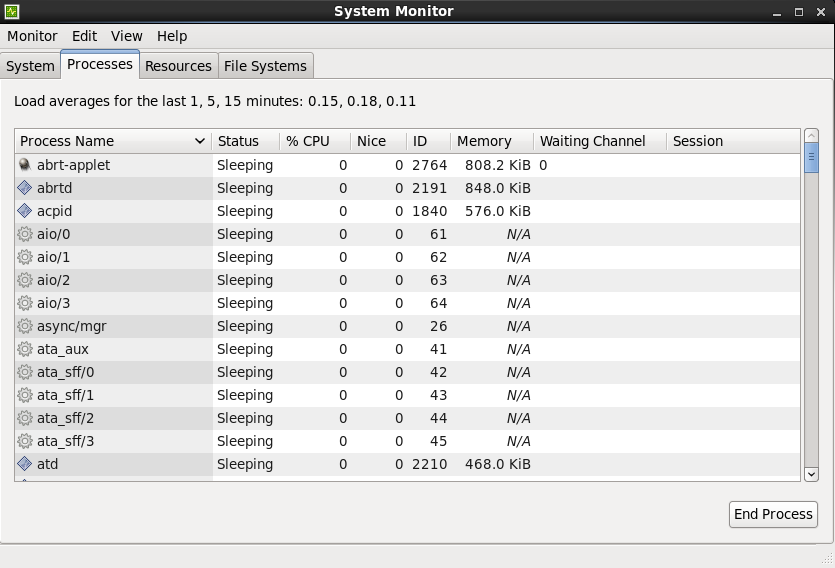 System Monitor
Monitor Edit View Help
System Processes Resources File Systems
Load averages for the last 1, 5, 15 minutes: 0.15, 0.18, 0.11
Process Name Status % CPU Nice ID Memory Waiting Channel Session
abrt-applet Sleeping 0 0 2764 808.2 KiB 0
abrtd Sleeping 0 0 2191 848.0 KiB
acpid Sleeping 0 0 1840 576.0 KiB
aio/0 Sleeping 0 0 61 N/A
aio/1 Sleeping 0 0 62 N/A
aio/2 Sleeping 0 0 63 N/A
aio/3 Sleeping 0 0 64 N/A
async/mgr Sleeping 0 0 26 N/A
ata_aux Sleeping 0 0 41 N/A
ata_sff/0 Sleeping 0 0 42 N/A
ata_sff/1 Sleeping 0 0 43 N/A
ata_sff/2 Sleeping 0 0 44 N/A
ata_sff/3 Sleeping 0 0 45 N/A
atd Sleeping 0 0 2210 468.0 KiB
End Process